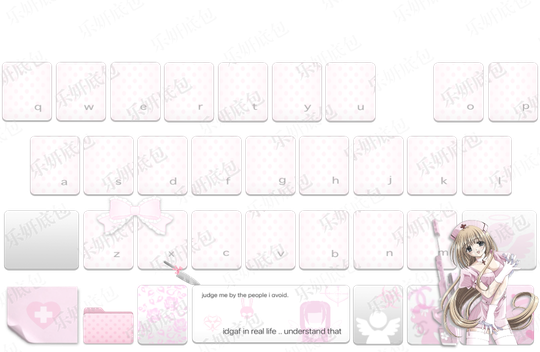 q w e r t y u o p
a s d f g h j k l
z x c v b n m
judge me by the people i avoid.
idgaf in real life .. understand that
乐妍底包